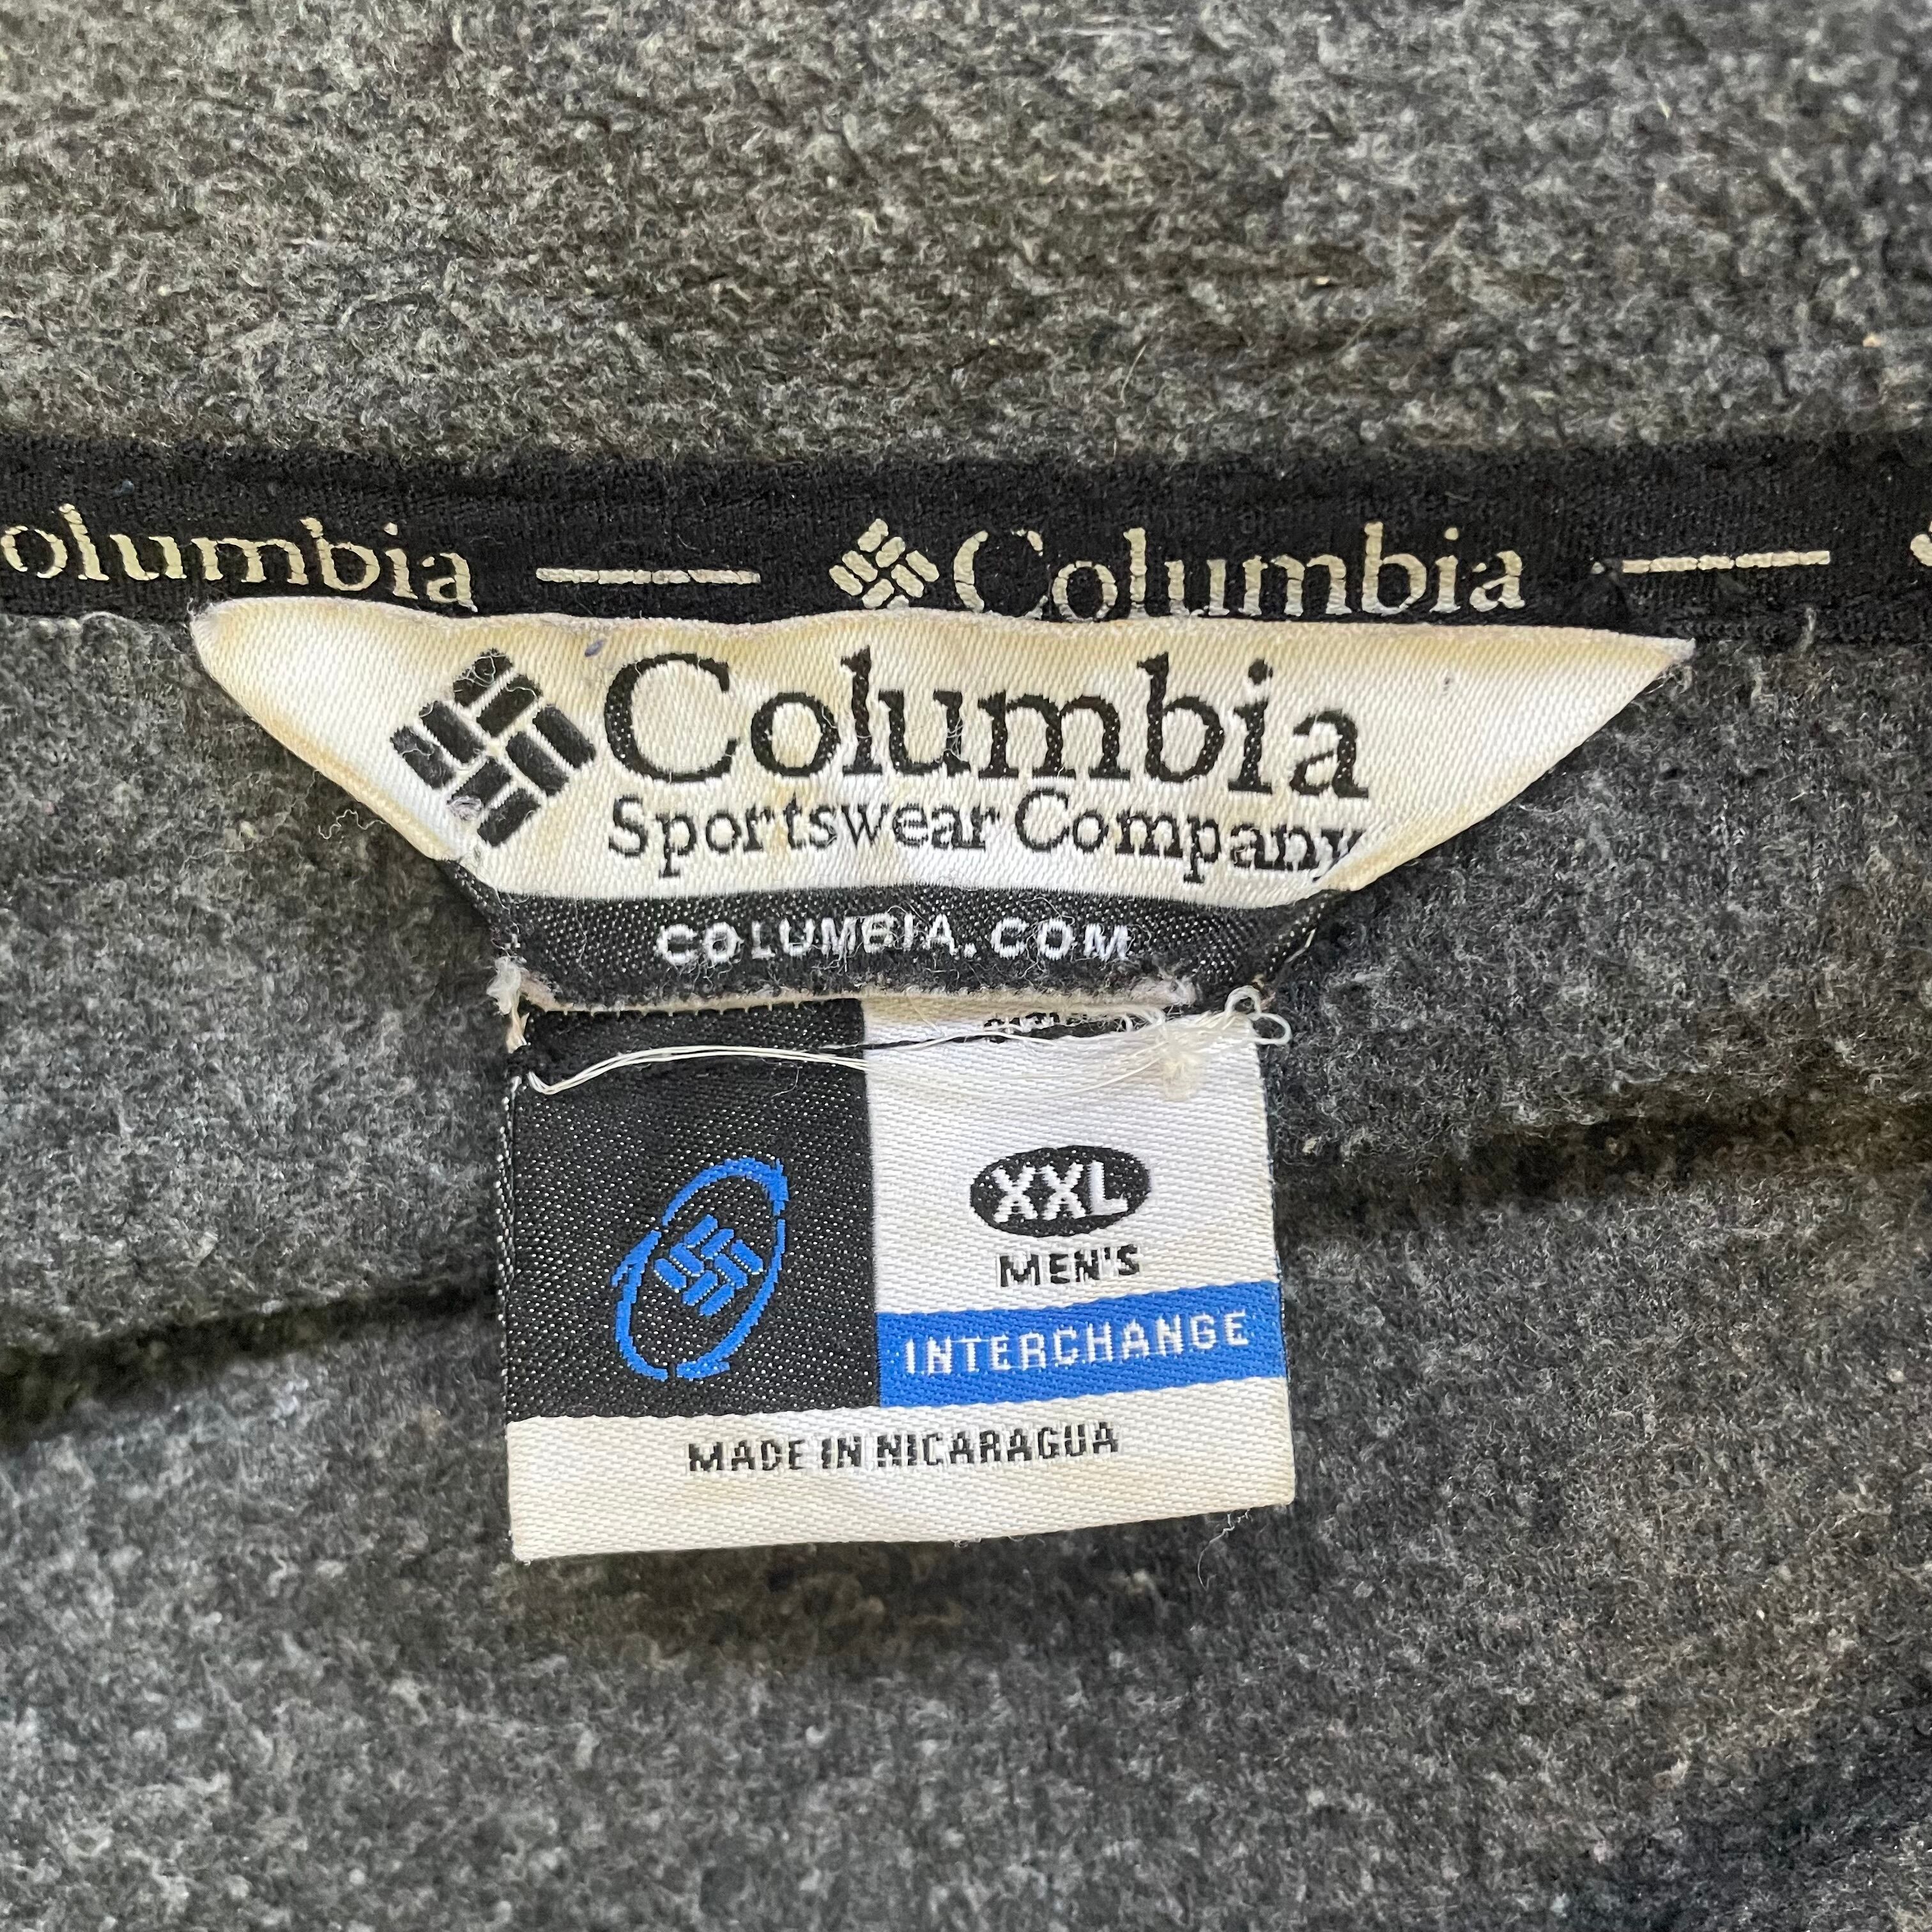 olumbia — Columbia —
Columbia
Sportswear Company
COLUMBIA.COM
XXL
MEN'S
INTERCHANGE
MADE IN NICARAGUA